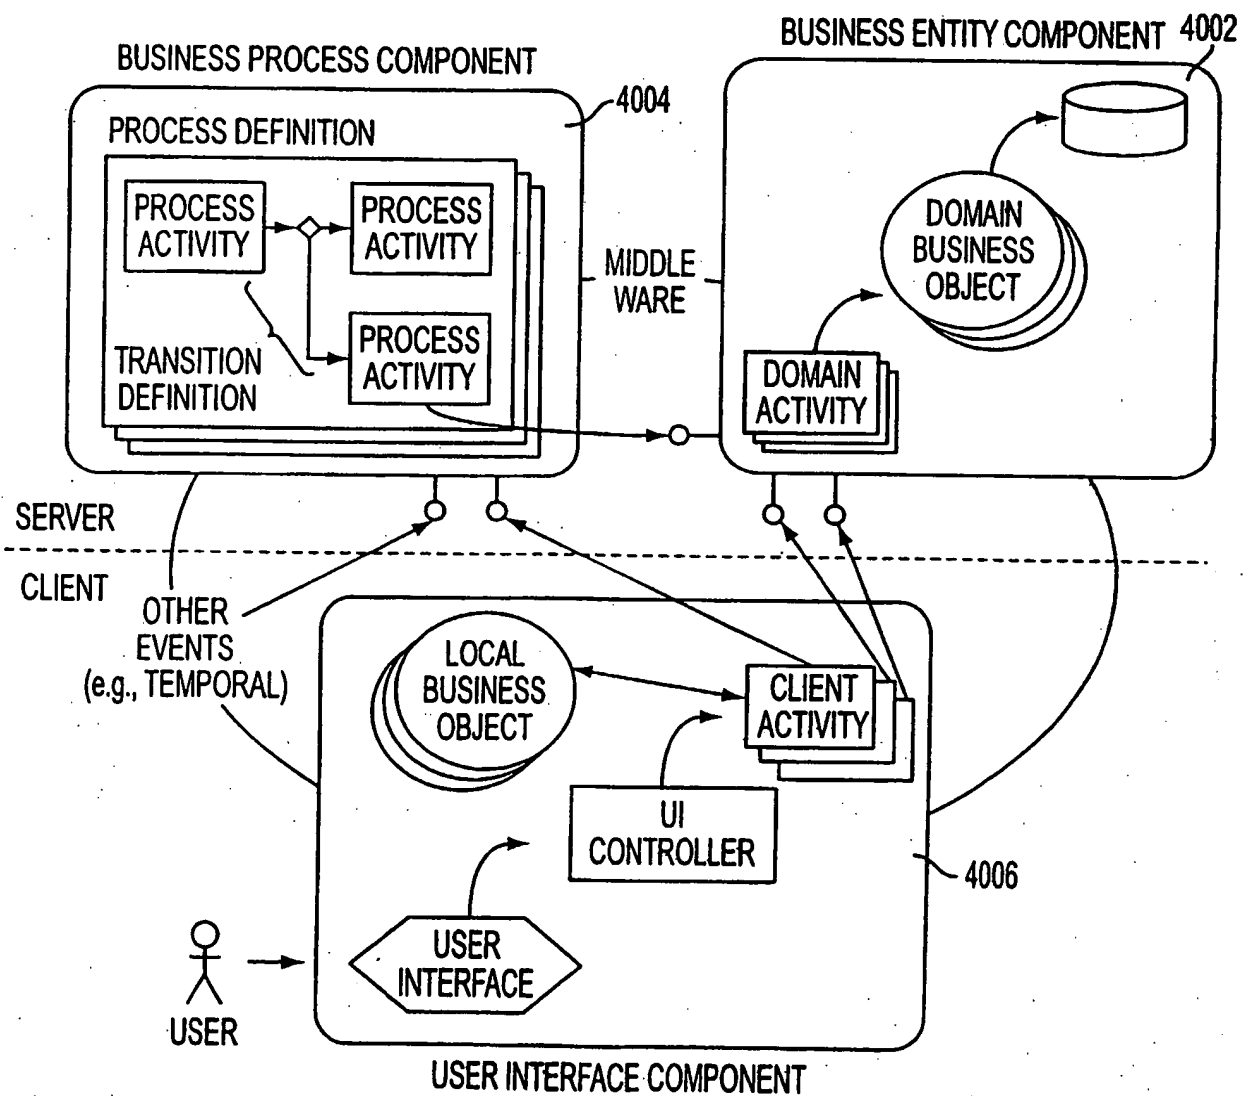 BUSINESS PROCESS COMPONENT
BUSINESS ENTITY COMPONENT 4002
4004
PROCESS DEFINITION
PROCESS
ACTIVITY
PROCESS
ACTIVITY
TRANSITION
DEFINITION
PROCESS
ACTIVITY
MIDDLE
WARE
DOMAIN
BUSINESS
OBJECT
DOMAIN
ACTIVITY
SERVER
CLIENT
OTHER
EVENTS
(e.g., TEMPORAL)
LOCAL
BUSINESS
OBJECT
CLIENT
ACTIVITY
UI
CONTROLLER
4006
USER
INTERFACE
USER
USER INTERFACE COMPONENT